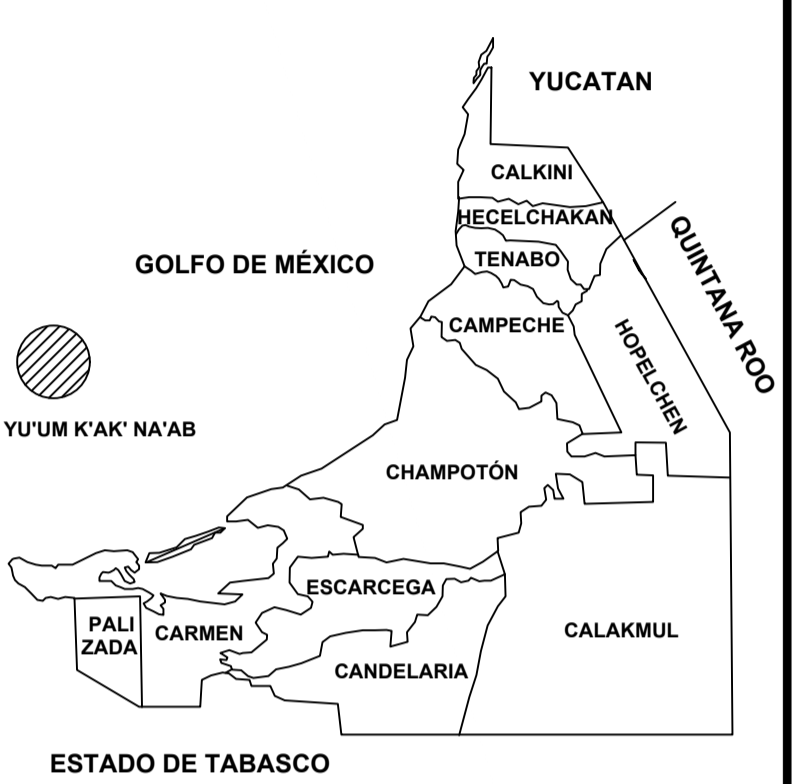 YUCATAN
CALKINI
HECELCHAKAN
QUINTANA ROO
TENABO
GOLFO DE MÉXICO
CAMPECHE
HOPELCHEN
YU'UM K'AK' NA'AB
CHAMPOTÓN
ESCARCEGA
PALI
ZADA
CARMEN
CALAKMUL
CANDELARIA
ESTADO DE TABASCO